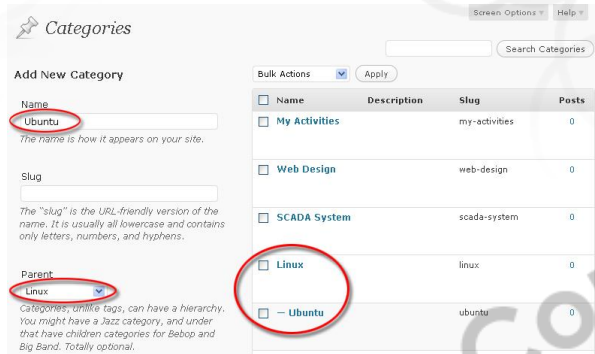 Screen Options Help
Categories
Search Categories
Add New Category
Bulk Actions Apply
Name
Ubuntu
The name is how it appears on your site.
Slug
The "slug" is the URL-friendly version of the
name. It is usually all lowercase and contains
only letters, numbers, and hyphens.
Parent
Linux
Categories, unlike tags, can have a hierarchy.
You might have a Jazz category, and under
that have children categories for Bebop and
Big Band. Totally optional.
Name Description Slug Posts
My Activities my-activities 0
Web Design web-design 0
SCADA System scada-system 0
Linux linux 0
— Ubuntu ubuntu 0